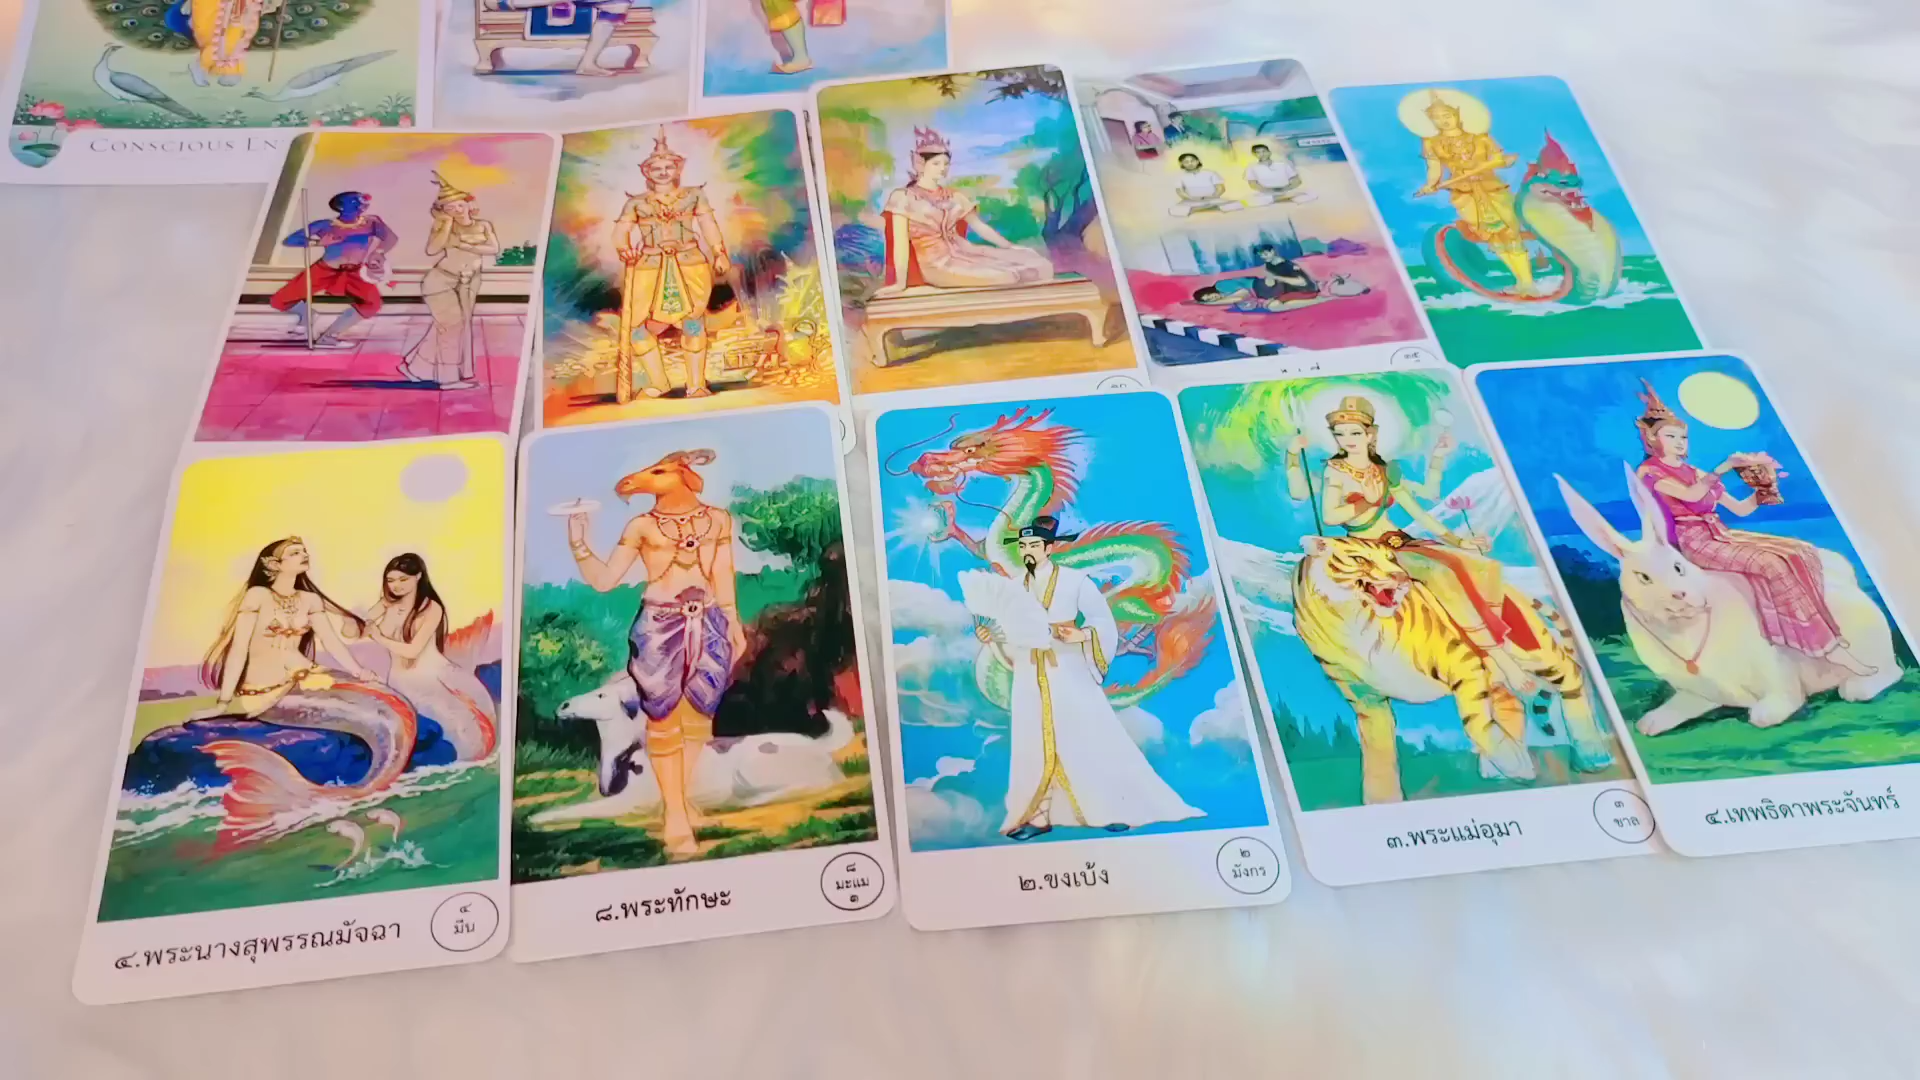 CONSCIOUS EN
๔.พระนางสุพรรณมัจฉา
๔
มีน
๘.พระทักษะ
๘
มะแม
๑
๒.ขงเบ้ง
๒
มังกร
๓.พระแม่อุมา
๓
ขาล
๔.เทพธิดาพระจันทร์